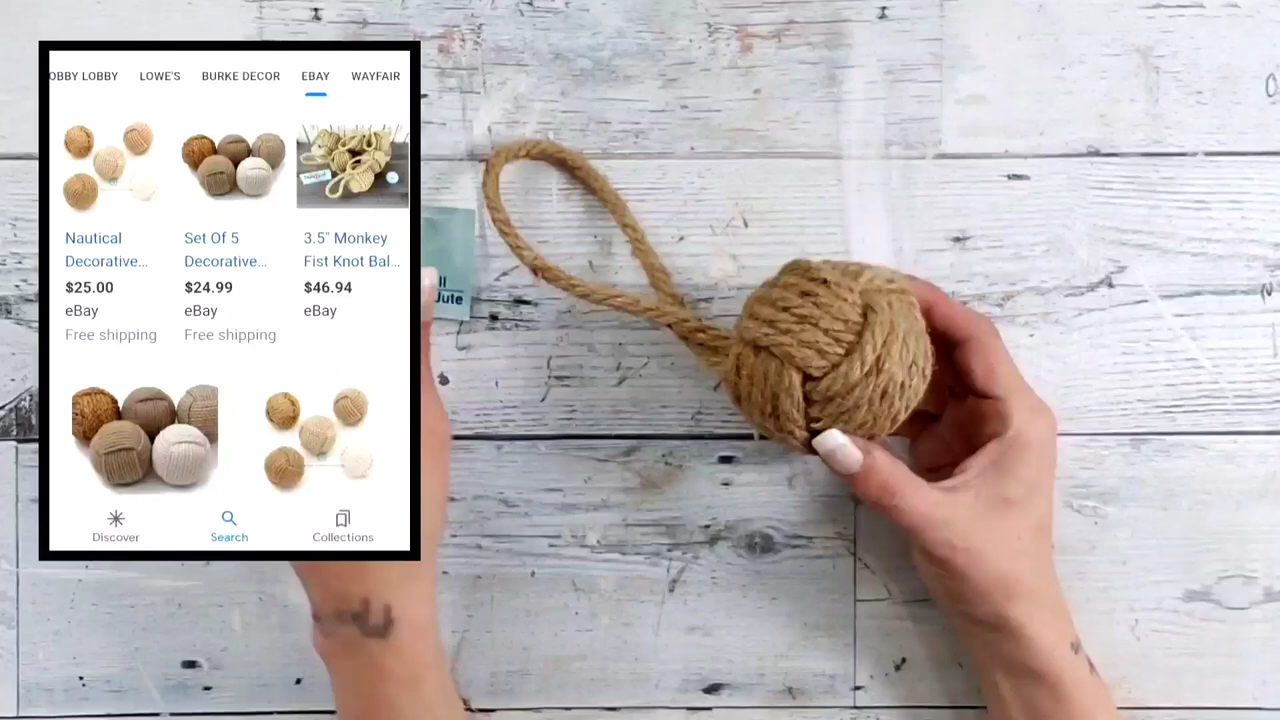 OBBY LOBBY LOWE'S BURKE DECOR EBAY WAYFAIR
Nautical Decorative...
$25.00
eBay
Free shipping
Set Of 5 Decorative...
$24.99
eBay
Free shipping
3.5" Monkey Fist Knot Bal...
$46.94
eBay
Discover Search Collections
ll
Jute